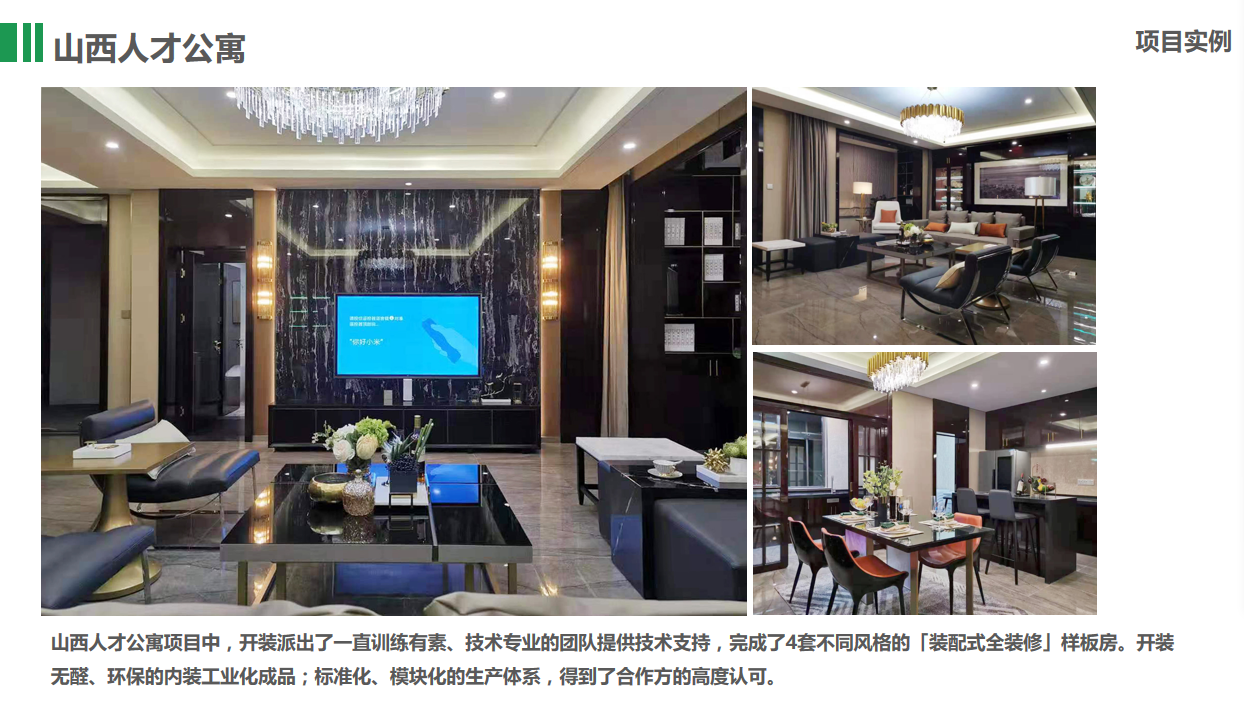 山西人才公寓
项目实例
"你好小米"
山西人才公寓项目中，开装派出了一直训练有素、技术专业的团队提供技术支持，完成了4套不同风格的「装配式全装修」样板房。开装
无醛、环保的内装工业化成品；标准化、模块化的生产体系，得到了合作方的高度认可。